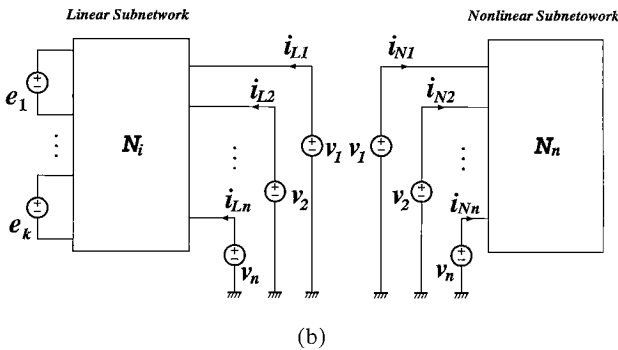 Linear Subnetwork
Nonlinear Subnetowork
e1
⋮
ek
Ni
iL1
iL2
⋮
iLn
v1
v2
vn
iN1
iN2
⋮
iNn
v1
v2
vn
Nn
(b)